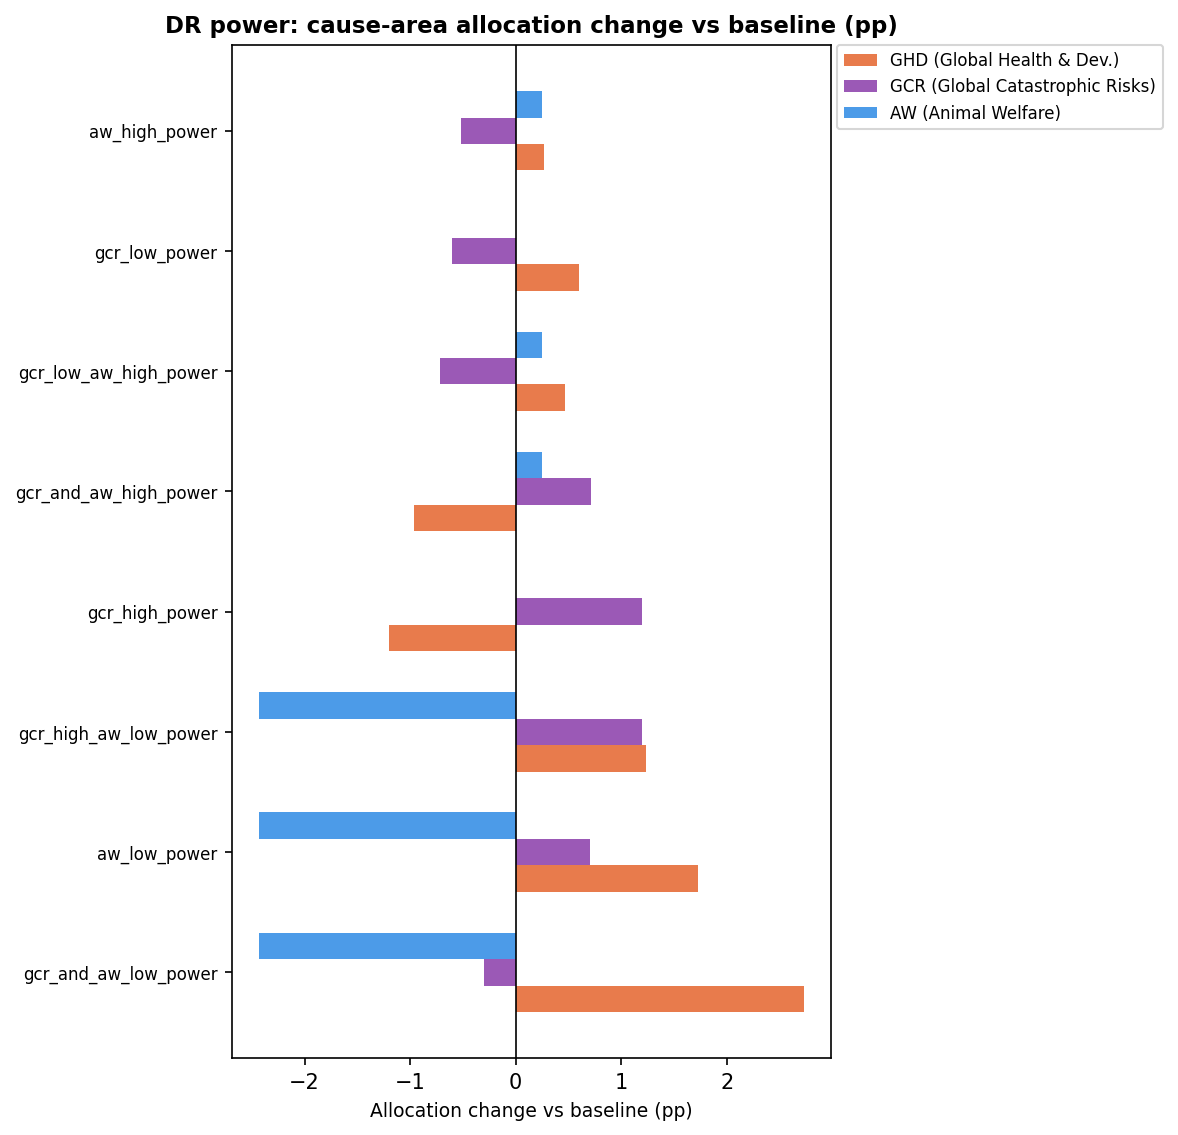 DR power: cause-area allocation change vs baseline (pp)
GHD (Global Health & Dev.)
GCR (Global Catastrophic Risks)
AW (Animal Welfare)
aw_high_power
gcr_low_power
gcr_low_aw_high_power
gcr_and_aw_high_power
gcr_high_power
gcr_high_aw_low_power
aw_low_power
gcr_and_aw_low_power
−2 −1 0 1 2
Allocation change vs baseline (pp)